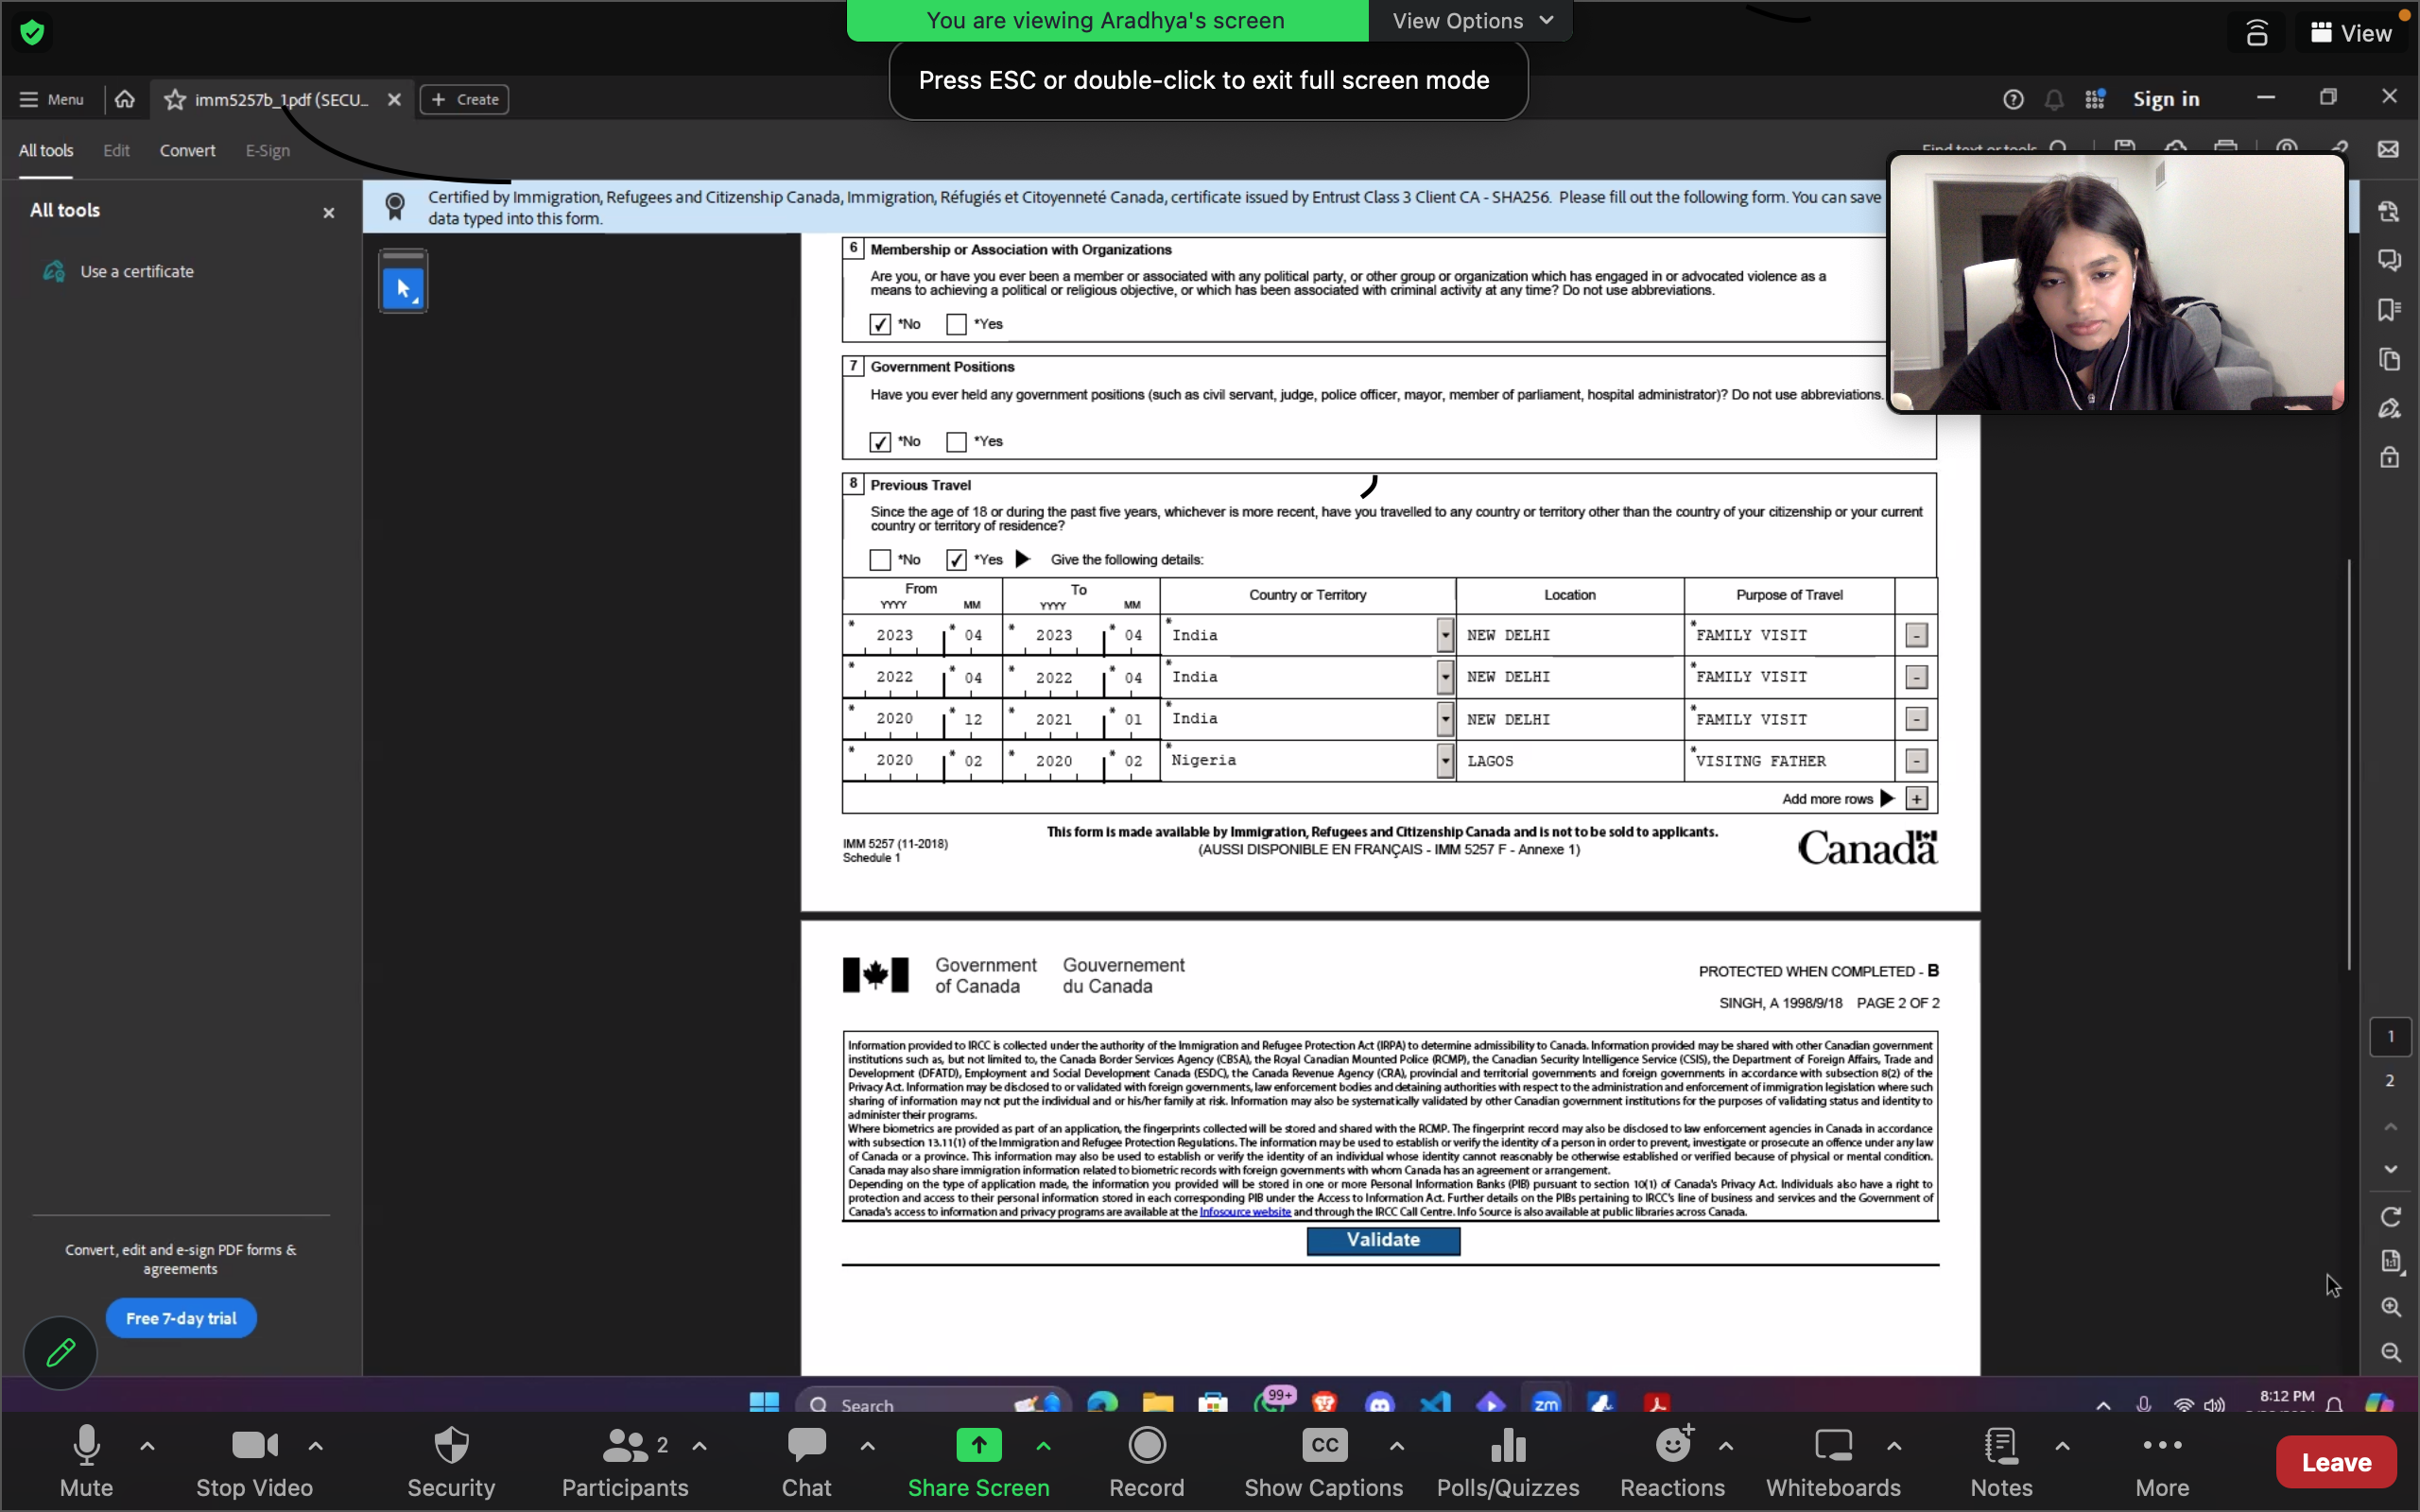 You are viewing Aradhya's screen
View Options
View
Press ESC or double-click to exit full screen mode
Menu
imm5257b_1.pdf (SECU...
Create
Sign in
All tools
Edit
Convert
E-Sign
Find text or tools
All tools
Use a certificate
Certified by Immigration, Refugees and Citizenship Canada, Immigration, Réfugiés et Citoyenneté Canada, certificate issued by Entrust Class 3 Client CA - SHA256. Please fill out the following form. You can save
data typed into this form.
6 Membership or Association with Organizations
Are you, or have you ever been a member or associated with any political party, or other group or organization which has engaged in or advocated violence as a
means to achieving a political or religious objective, or which has been associated with criminal activity at any time? Do not use abbreviations.
*No *Yes
7 Government Positions
Have you ever held any government positions (such as civil servant, judge, police officer, mayor, member of parliament, hospital administrator)? Do not use abbreviations.
*No *Yes
8 Previous Travel
Since the age of 18 or during the past five years, whichever is more recent, have you travelled to any country or territory other than the country of your citizenship or your current
country or territory of residence?
*No *Yes Give the following details:
From To Country or Territory Location Purpose of Travel
YYYY MM YYYY MM
* 2023 * 04 * 2023 * 04 * India NEW DELHI * FAMILY VISIT -
* 2022 * 04 * 2022 * 04 * India NEW DELHI * FAMILY VISIT -
* 2020 * 12 * 2021 * 01 * India NEW DELHI * FAMILY VISIT -
* 2020 * 02 * 2020 * 02 * Nigeria LAGOS * VISITNG FATHER -
Add more rows +
This form is made available by Immigration, Refugees and Citizenship Canada and is not to be sold to applicants.
(AUSSI DISPONIBLE EN FRANÇAIS - IMM 5257 F - Annexe 1)
IMM 5257 (11-2018)
Schedule 1
Canada
Government
of Canada
Gouvernement
du Canada
PROTECTED WHEN COMPLETED - B
SINGH, A 1998/9/18 PAGE 2 OF 2
Information provided to IRCC is collected under the authority of the Immigration and Refugee Protection Act (IRPA) to determine admissibility to Canada. Information provided may be shared with other Canadian government
institutions such as, but not limited to, the Canada Border Services Agency (CBSA), the Royal Canadian Mounted Police (RCMP), the Canadian Security Intelligence Service (CSIS), the Department of Foreign Affairs, Trade and
Development (DFATD), Employment and Social Development Canada (ESDC), the Canada Revenue Agency (CRA), provincial and territorial governments and foreign governments in accordance with subsection 8(2) of the
Privacy Act. Information may be disclosed to or validated with foreign governments, law enforcement bodies and detaining authorities with respect to the administration and enforcement of immigration legislation where such
sharing of information may not put the individual and or his/her family at risk. Information may also be systematically validated by other Canadian government institutions for the purposes of validating status and identity to
administer their programs.
Where biometrics are provided as part of an application, the fingerprints collected will be stored and shared with the RCMP. The fingerprint record may also be disclosed to law enforcement agencies in Canada in accordance
with subsection 13.11(1) of the Immigration and Refugee Protection Regulations. The information may be used to establish or verify the identity of a person in order to prevent, investigate or prosecute an offence under any law
of Canada or a province. This information may also be used to establish or verify the identity of an individual whose identity cannot reasonably be otherwise established or verified because of physical or mental condition.
Canada may also share immigration information related to biometric records with foreign governments with whom Canada has an agreement or arrangement.
Depending on the type of application made, the information you provided will be stored in one or more Personal Information Banks (PIB) pursuant to section 10(1) of Canada's Privacy Act. Individuals also have a right to
protection and access to their personal information stored in each corresponding PIB under the Access to Information Act. Further details on the PIBs pertaining to IRCC's line of business and services and the Government of
Canada's access to information and privacy programs are available at the Infosource website and through the IRCC Call Centre. Info Source is also available at public libraries across Canada.
Validate
1
2
Convert, edit and e-sign PDF forms &
agreements
Free 7-day trial
Search
99+
zm
8:12 PM
Mute
Stop Video
Security
2
Participants
Chat
Share Screen
Record
CC
Show Captions
Polls/Quizzes
Reactions
Whiteboards
Notes
More
Leave